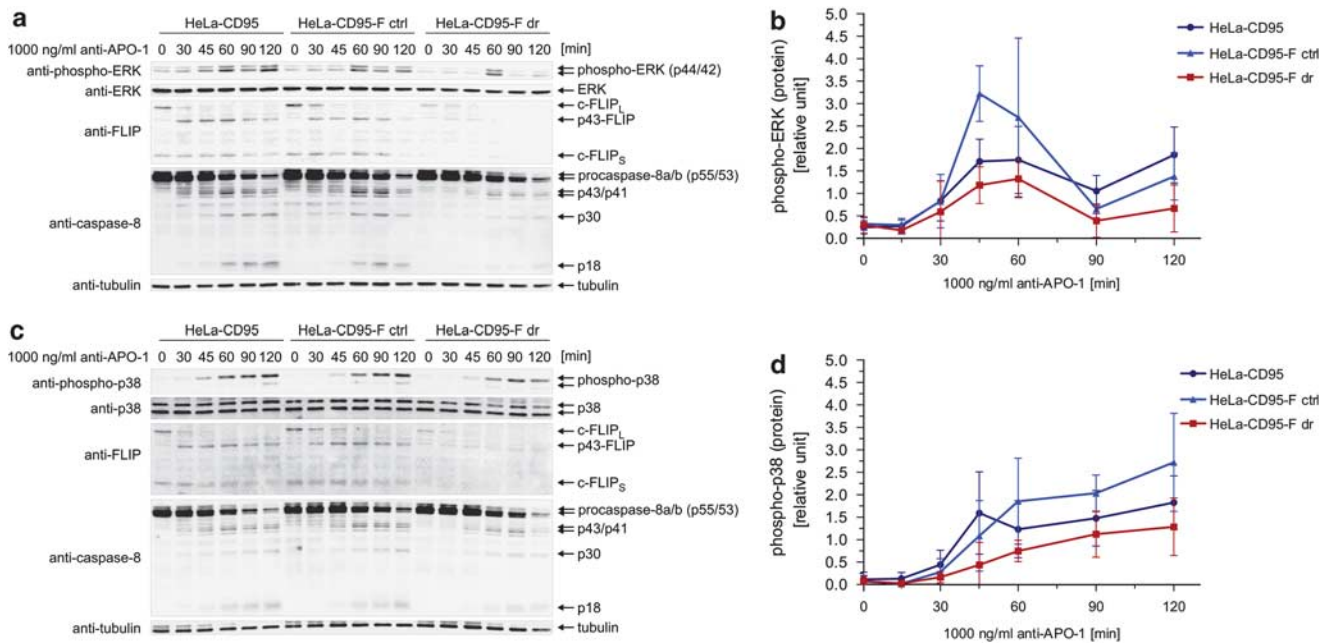 a
HeLa-CD95 HeLa-CD95-F ctrl HeLa-CD95-F dr
1000 ng/ml anti-APO-1 0 30 45 60 90 120 0 30 45 60 90 120 0 30 45 60 90 120 [min]
anti-phospho-ERK phospho-ERK (p44/42)
anti-ERK ERK
c-FLIPL
anti-FLIP p43-FLIP
c-FLIPS
procaspase-8a/b (p55/53)
p43/p41
anti-caspase-8 p30
p18
anti-tubulin tubulin
b
HeLa-CD95
HeLa-CD95-F ctrl
HeLa-CD95-F dr
phospho-ERK (protein)
[relative unit]
5.0
4.5
4.0
3.5
3.0
2.5
2.0
1.5
1.0
0.5
0.0
0 30 60 90 120
1000 ng/ml anti-APO-1 [min]
c
HeLa-CD95 HeLa-CD95-F ctrl HeLa-CD95-F dr
1000 ng/ml anti-APO-1 0 30 45 60 90 120 0 30 45 60 90 120 0 30 45 60 90 120 [min]
anti-phospho-p38 phospho-p38
anti-p38 p38
c-FLIPL
anti-FLIP p43-FLIP
c-FLIPS
procaspase-8a/b (p55/53)
p43/p41
anti-caspase-8 p30
p18
anti-tubulin tubulin
d
HeLa-CD95
HeLa-CD95-F ctrl
HeLa-CD95-F dr
phospho-p38 (protein)
[relative unit]
5.0
4.5
4.0
3.5
3.0
2.5
2.0
1.5
1.0
0.5
0.0
0 30 60 90 120
1000 ng/ml anti-APO-1 [min]